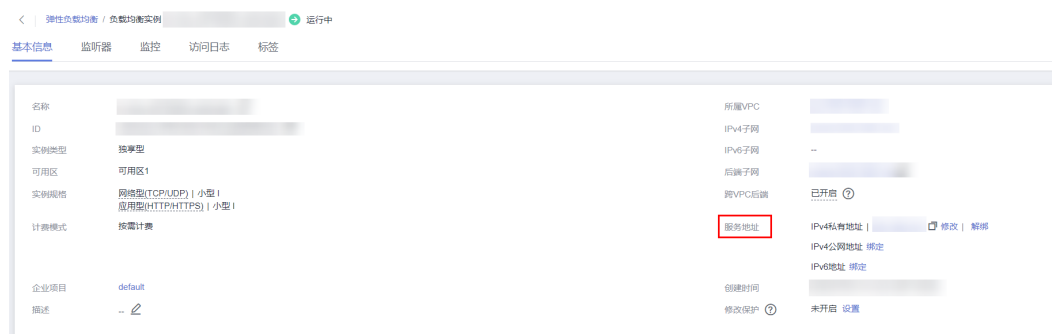 弹性负载均衡 / 负载均衡实例 运行中
基本信息 监听器 监控 访问日志 标签
名称 所属VPC
ID IPv4子网
实例类型 独享型 IPv6子网 --
可用区 可用区1 后端子网
实例规格 网络型(TCP/UDP) | 小型 I 跨VPC后端 已开启
应用型(HTTP/HTTPS) | 小型 I
计费模式 按需计费 服务地址 IPv4私有地址 | 修改 | 解绑
IPv4公网地址 绑定
IPv6地址 绑定
企业项目 default 创建时间
描述 -- 修改保护 未开启 设置